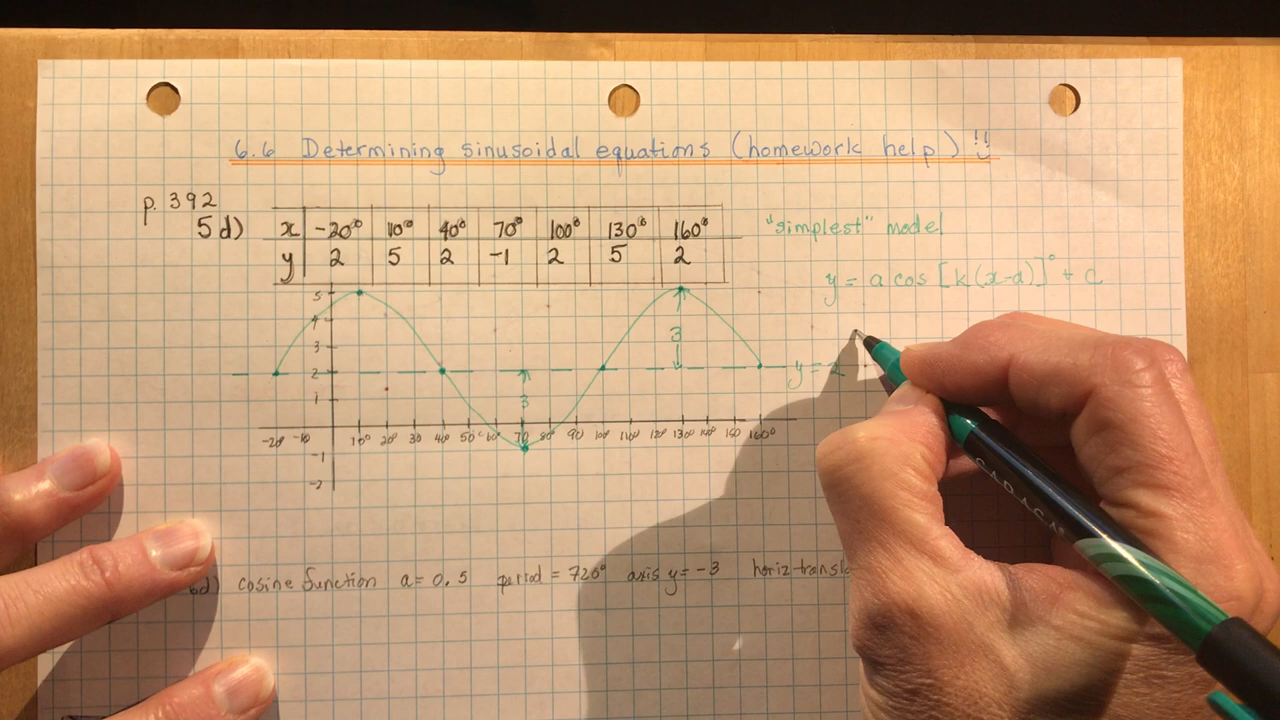 6.6 Determining sinusoidal equations (homework help) !!
p. 392
5d)
x -20° 10° 40° 70° 100° 130° 160°
y 2 5 2 -1 2 5 2
"simplest" model
y = a cos [k(x-d)]° + c
5
4
3
2
1
-1
-2
3
3
y = 2
-20 -10 10° 20° 30 40° 50° 60 70 80° 90 100 110 120° 130° 140 150 160°
6d) cosine function a = 0.5 period = 720° axis y = -3 horiz-transl
CADACA